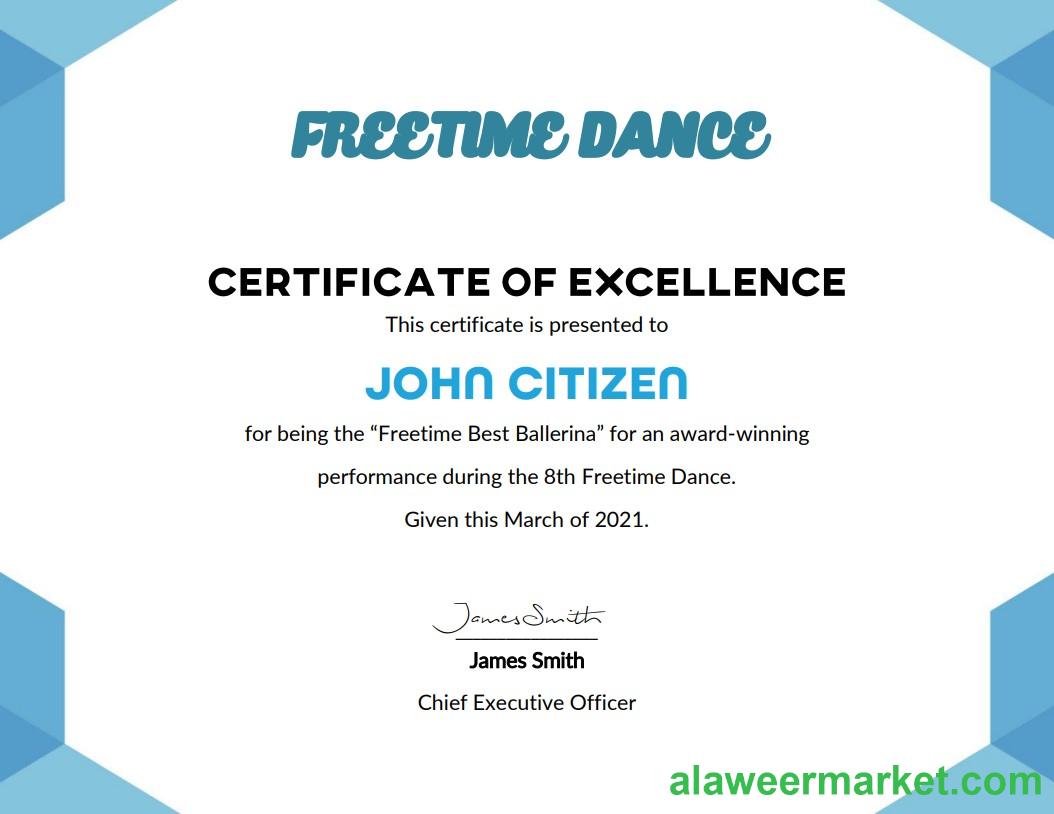 FREETIME DANCE
CERTIFICATE OF EXCELLENCE
This certificate is presented to
JOHN CITIZEN
for being the “Freetime Best Ballerina” for an award-winning
performance during the 8th Freetime Dance.
Given this March of 2021.
James Smith
James Smith
Chief Executive Officer
alaweermarket.com